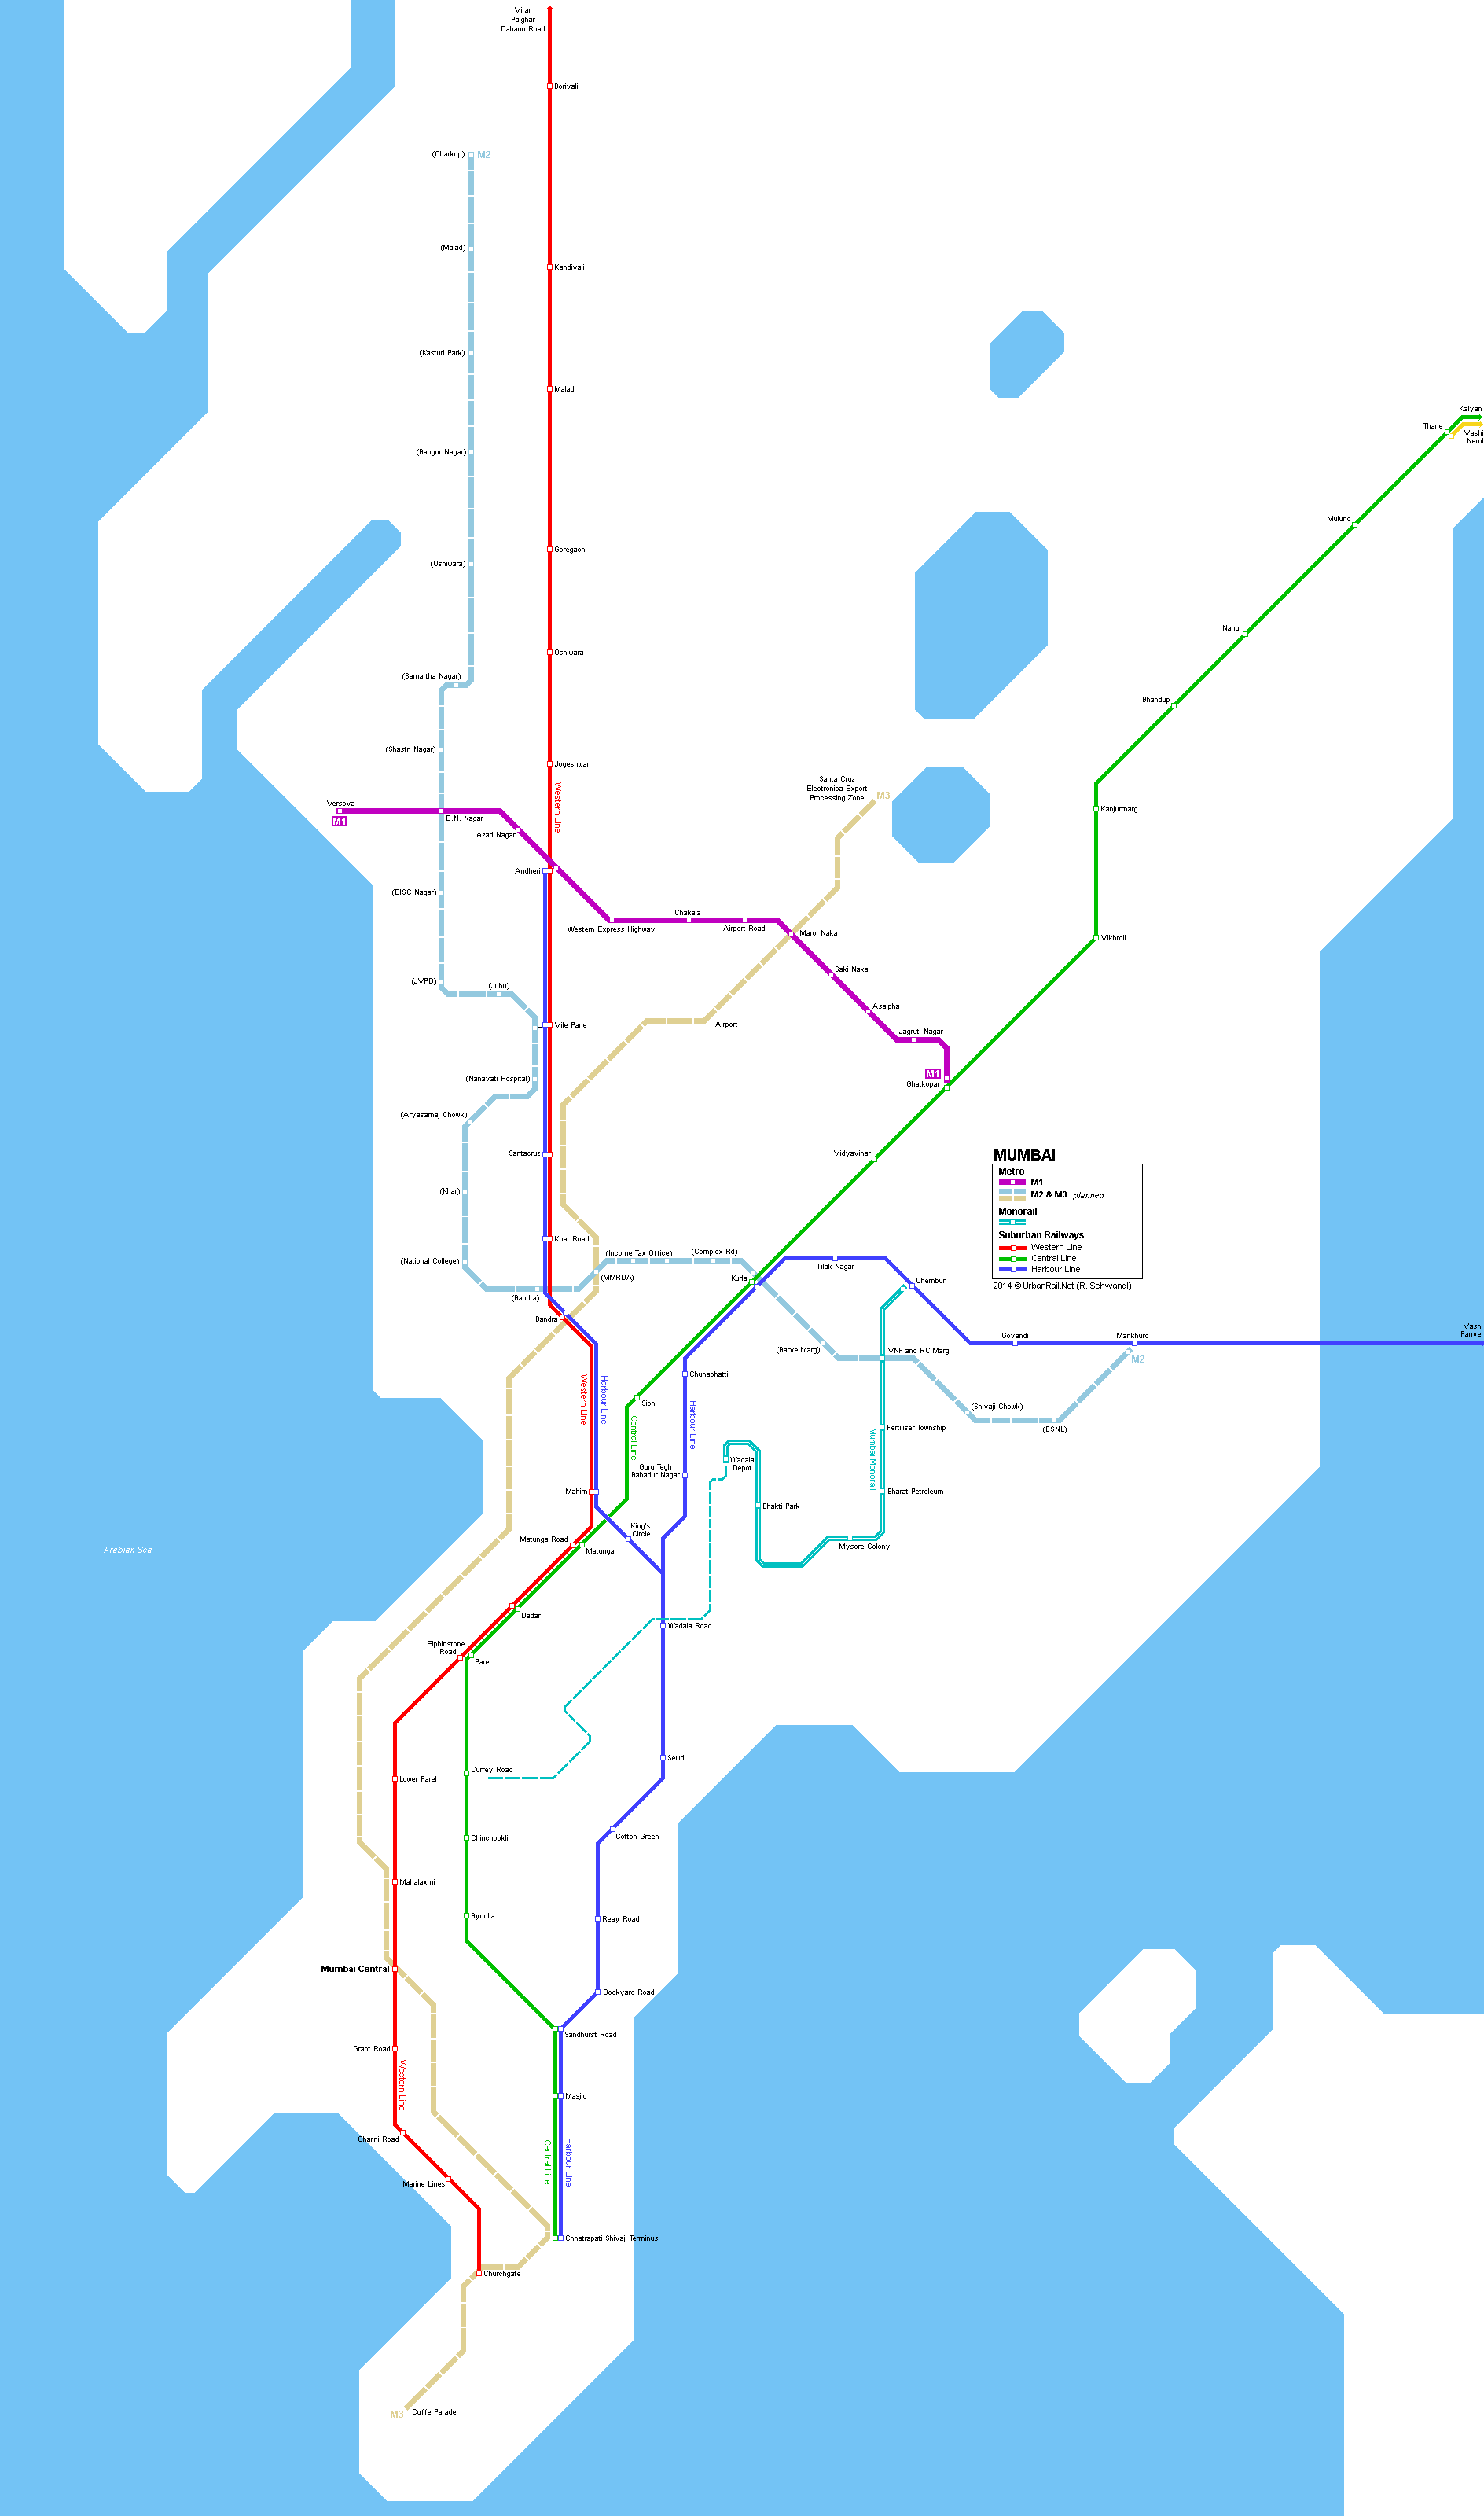 Virar
Palghar
Dahanu Road
Borivali
(Charkop)
M2
(Malad)
Kandivali
(Kasturi Park)
Malad
Kalyan
Thane
Vashi
Nerul
(Bangur Nagar)
Mulund
Goregaon
(Oshiwara)
Nahur
Oshiwara
(Samartha Nagar)
Bhandup
(Shastri Nagar)
Jogeshwari
Western Line
Santa Cruz
Electronica Export
Processing Zone
M3
Versova
M1
D.N. Nagar
Azad Nagar
Kanjurmarg
Andheri
(EISC Nagar)
Chakala
Western Express Highway
Airport Road
Marol Naka
Vikhroli
Saki Naka
(JVPD)
(Juhu)
Asalpha
Vile Parle
Airport
Jagruti Nagar
M1
Ghatkopar
(Nanavati Hospital)
(Aryasamaj Chowk)
Santacruz
Vidyavihar
MUMBAI
Metro
M1
M2 & M3 planned
Monorail
Suburban Railways
Western Line
Central Line
Harbour Line
2014 © UrbanRail.Net (R. Schwandl)
(Khar)
Khar Road
(National College)
(Income Tax Office)
(Complex Rd)
(MMRDA)
Kurla
Tilak Nagar
Chembur
(Bandra)
Bandra
Vashi
Panvel
Govandi
Mankhurd
(Barve Marg)
VNP and RC Marg
M2
Chunabhatti
Western Line
Harbour Line
Sion
Central Line
Harbour Line
(Shivaji Chowk)
(BSNL)
Fertiliser Township
Mumbai Monorail
Guru Tegh
Bahadur Nagar
Wadala
Depot
Mahim
Bharat Petroleum
Bhakti Park
King's
Circle
Matunga Road
Matunga
Mysore Colony
Arabian Sea
Dadar
Wadala Road
Elphinstone
Road
Parel
Sewri
Currey Road
Lower Parel
Cotton Green
Chinchpokli
Mahalaxmi
Byculla
Reay Road
Mumbai Central
Dockyard Road
Sandhurst Road
Grant Road
Western Line
Masjid
Charni Road
Central Line
Harbour Line
Marine Lines
Chhatrapati Shivaji Terminus
Churchgate
M3
Cuffe Parade